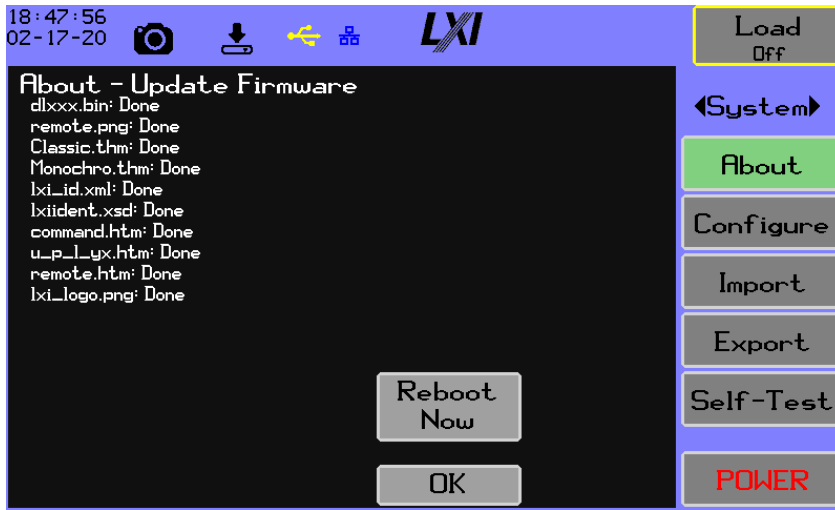 18:47:56
02-17-20
LXI
Load
Off
About - Update Firmware
dlxxx.bin: Done
remote.png: Done
Classic.thm: Done
Monochro.thm: Done
lxi_id.xml: Done
lxiident.xsd: Done
command.htm: Done
u_p_l_yx.htm: Done
remote.htm: Done
lxi_logo.png: Done
Reboot
Now
OK
System
About
Configure
Import
Export
Self-Test
POWER